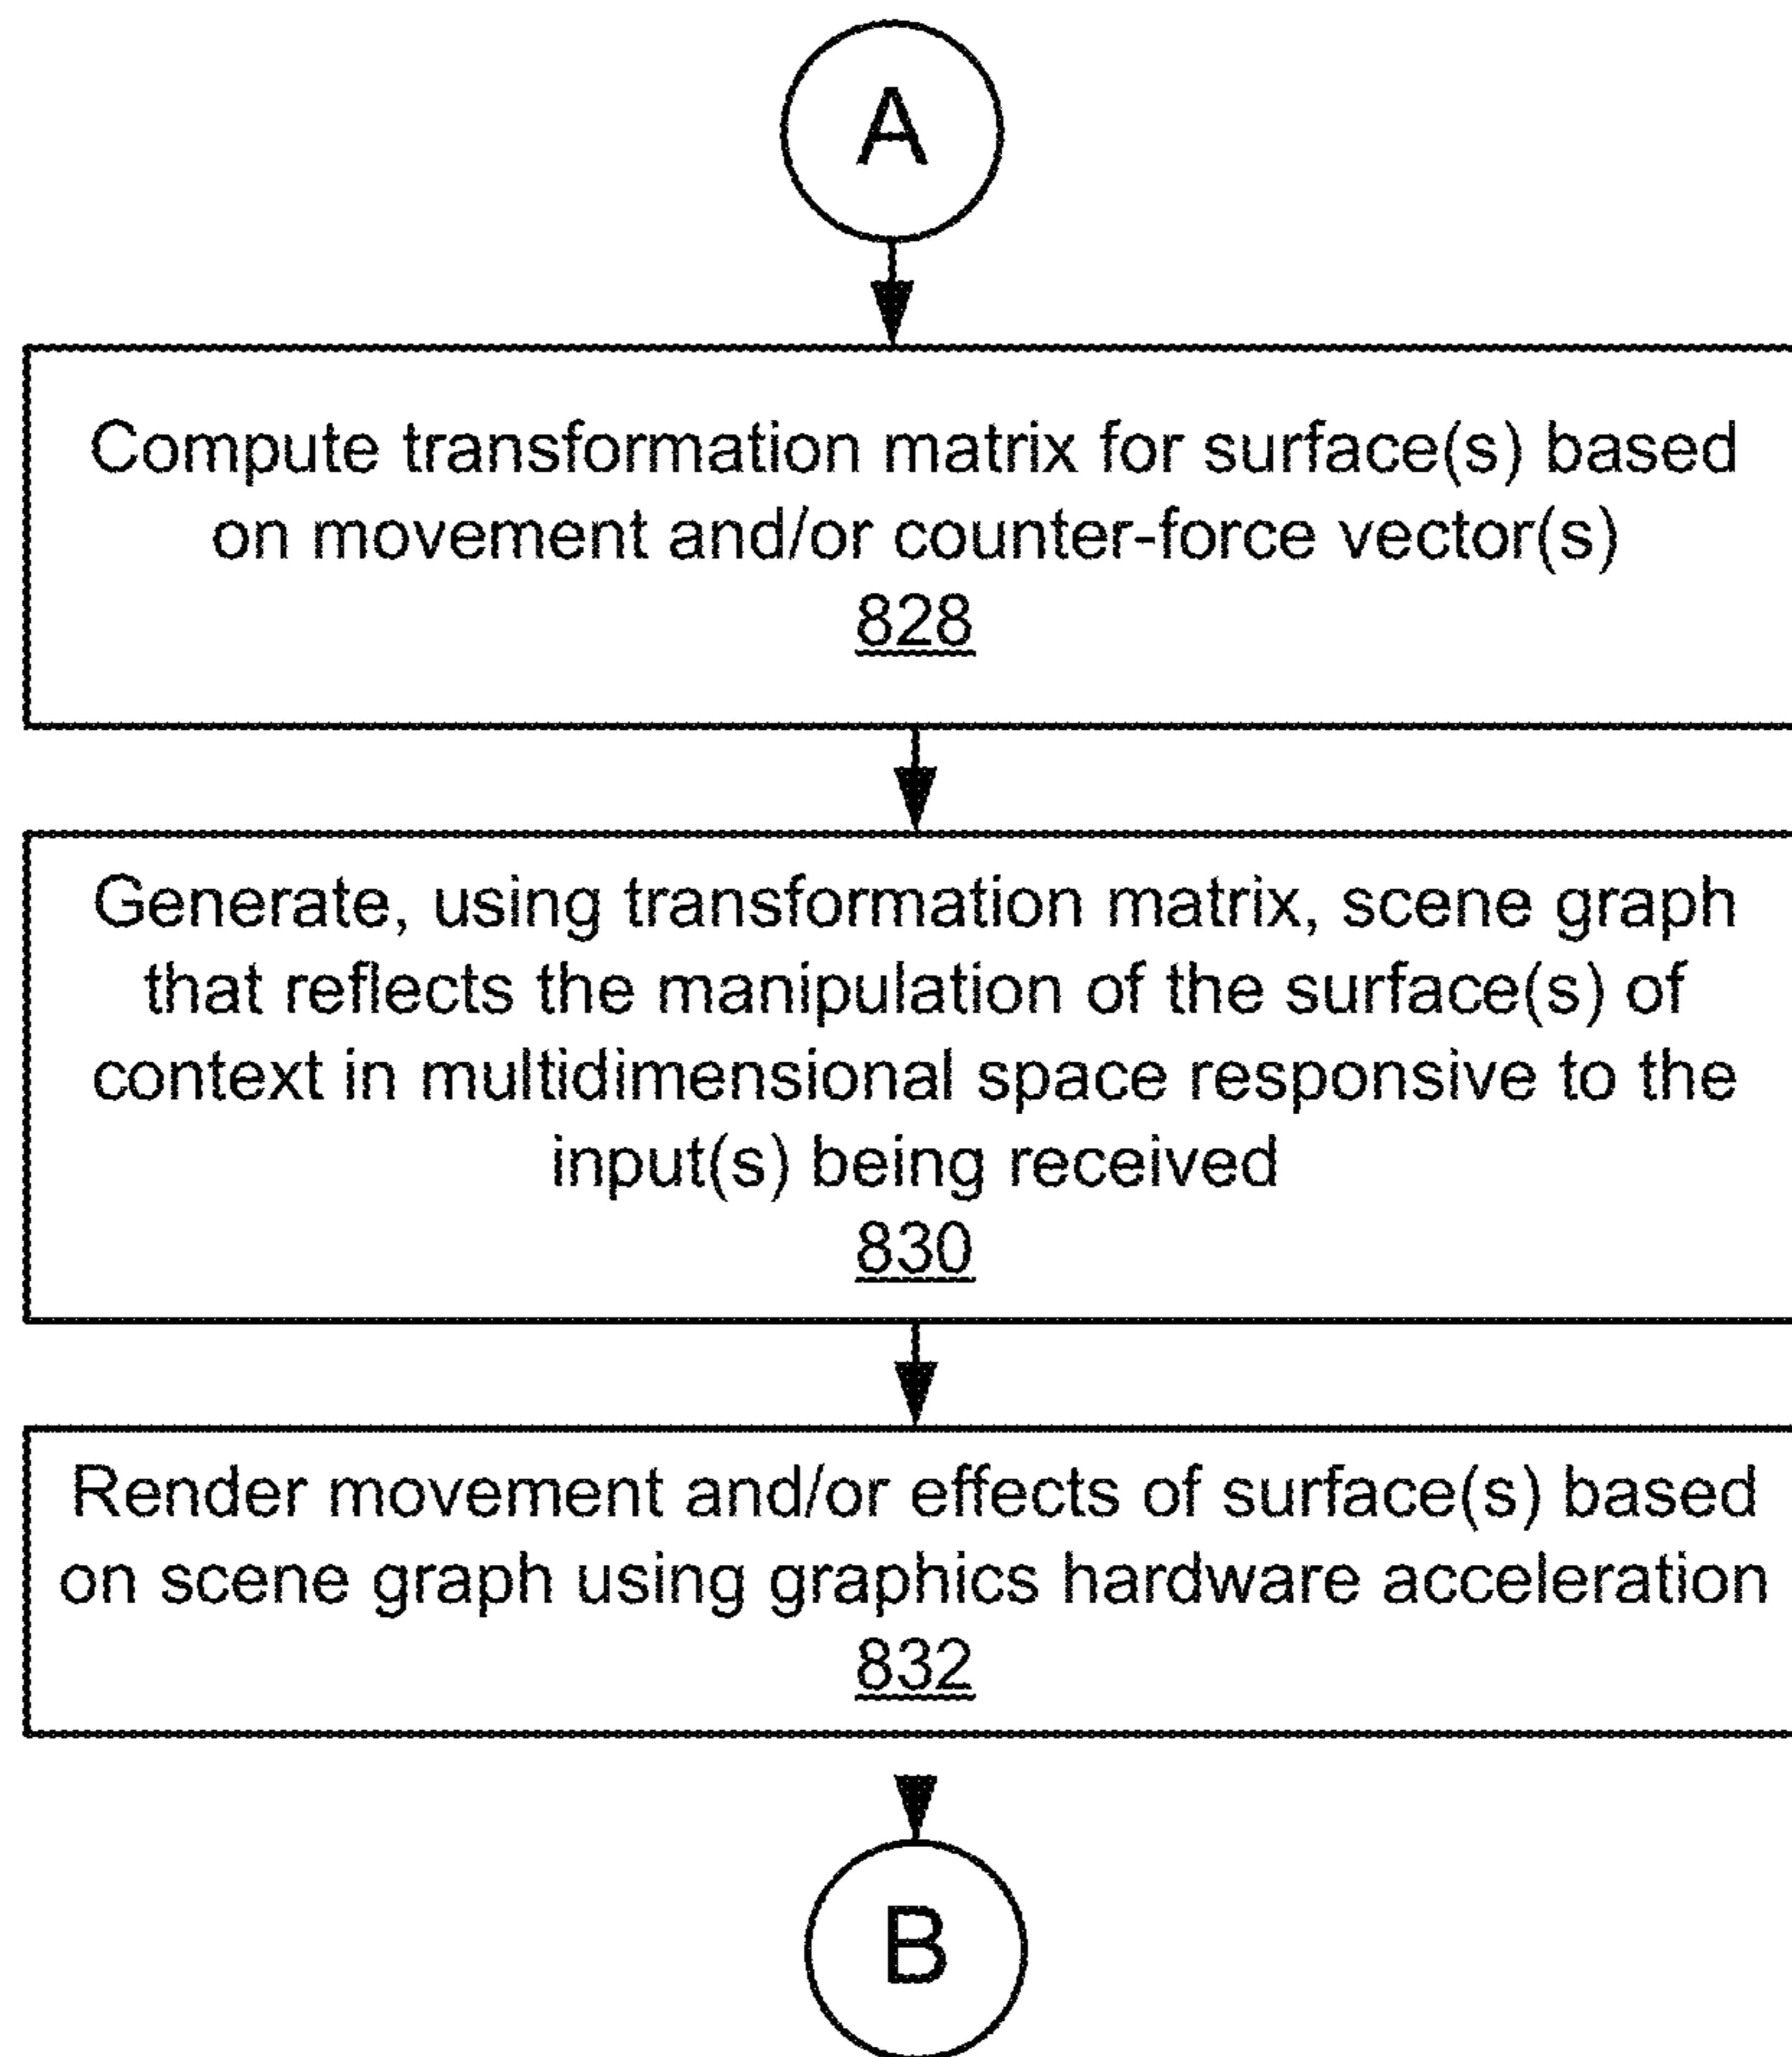 A
Compute transformation matrix for surface(s) based
on movement and/or counter-force vector(s)
828
Generate, using transformation matrix, scene graph
that reflects the manipulation of the surface(s) of
context in multidimensional space responsive to the
input(s) being received
830
Render movement and/or effects of surface(s) based
on scene graph using graphics hardware acceleration
832
B